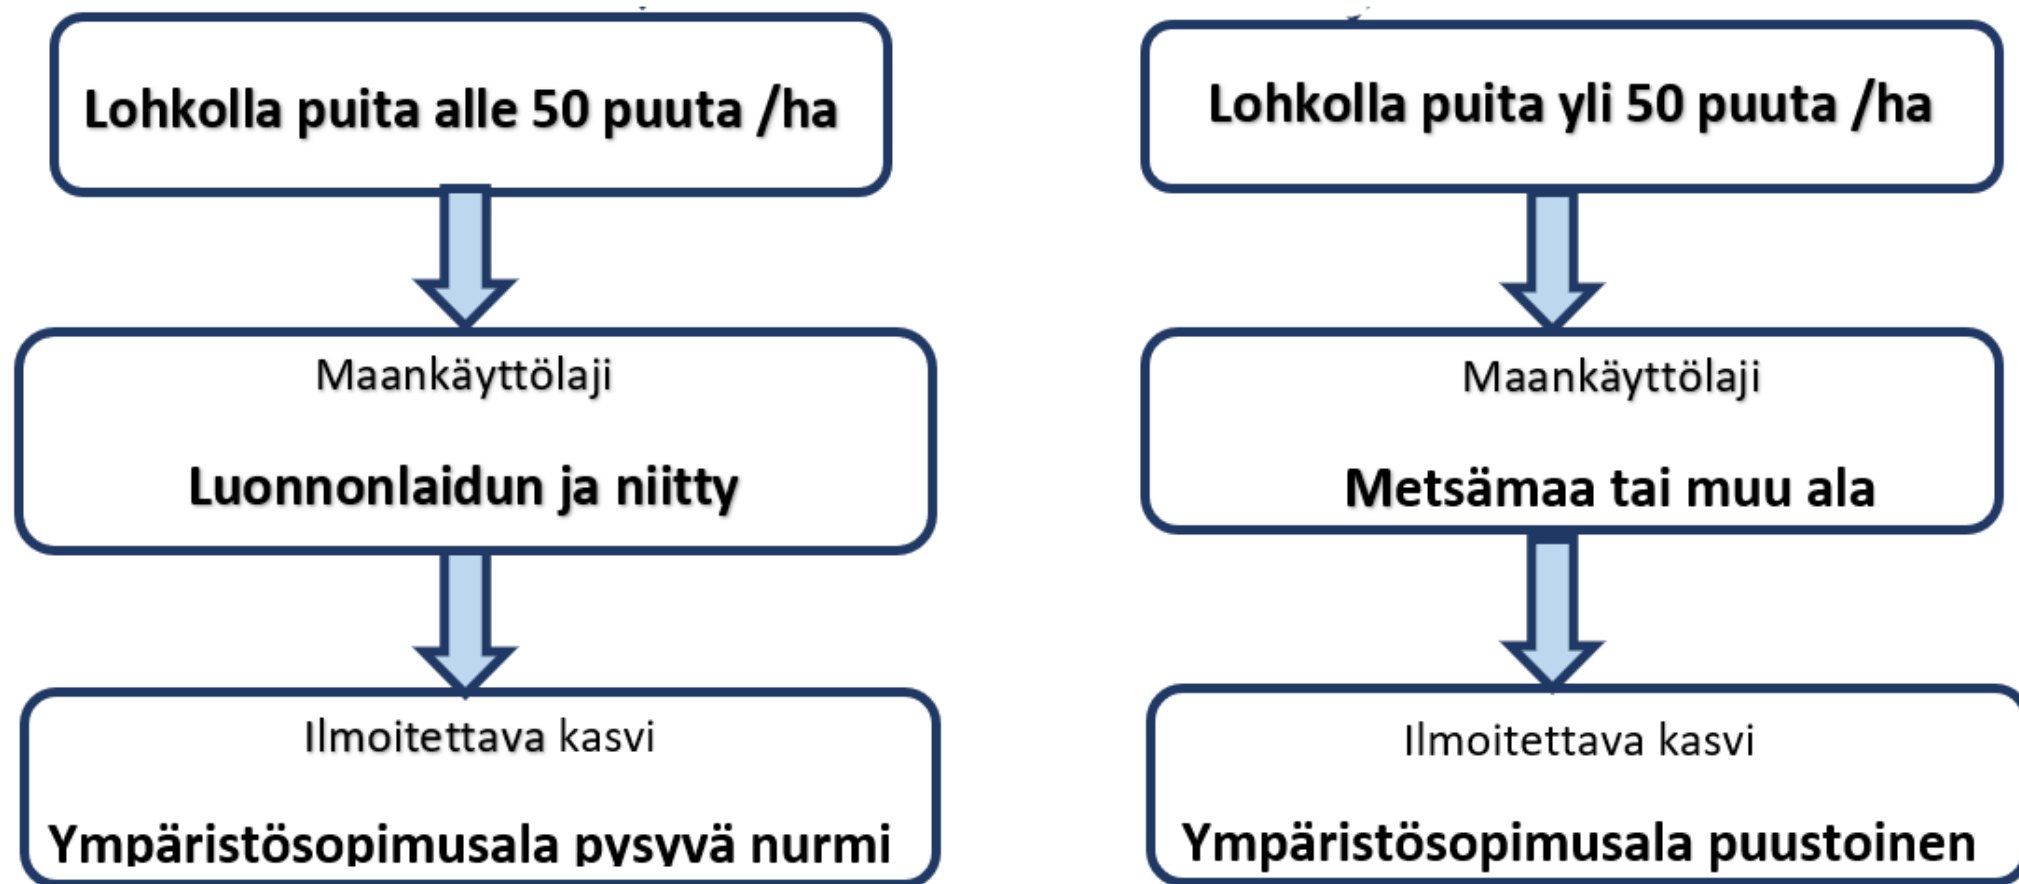 Lohkolla puita alle 50 puuta /ha
Maankäyttölaji
Luonnonlaidun ja niitty
Ilmoitettava kasvi
Ympäristösopimusala pysyvä nurmi
Lohkolla puita yli 50 puuta /ha
Maankäyttölaji
Metsämaa tai muu ala
Ilmoitettava kasvi
Ympäristösopimusala puustoinen